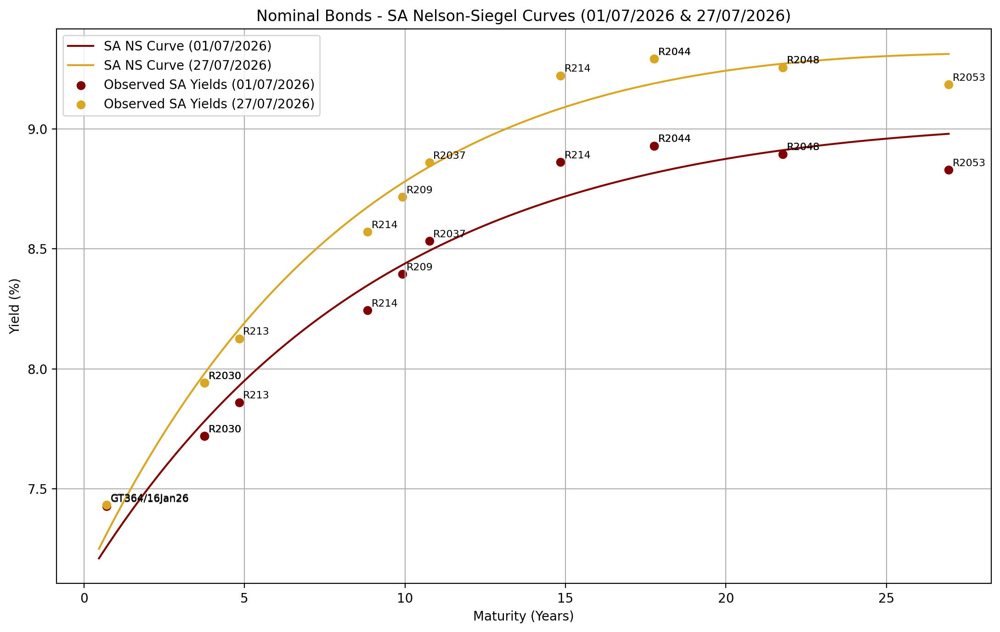 Nominal Bonds - SA Nelson-Siegel Curves (01/07/2026 & 27/07/2026)
SA NS Curve (01/07/2026)
SA NS Curve (27/07/2026)
Observed SA Yields (01/07/2026)
Observed SA Yields (27/07/2026)
R2044
R2048
R214
R2053
9.0
R2044
R2048
R214
R2037
R2053
R209
8.5
R214
R2037
R209
R214
R213
8.0
R2030
R213
R2030
7.5
GT364/16Jan26
Yield (%)
0
5
10
15
20
25
Maturity (Years)